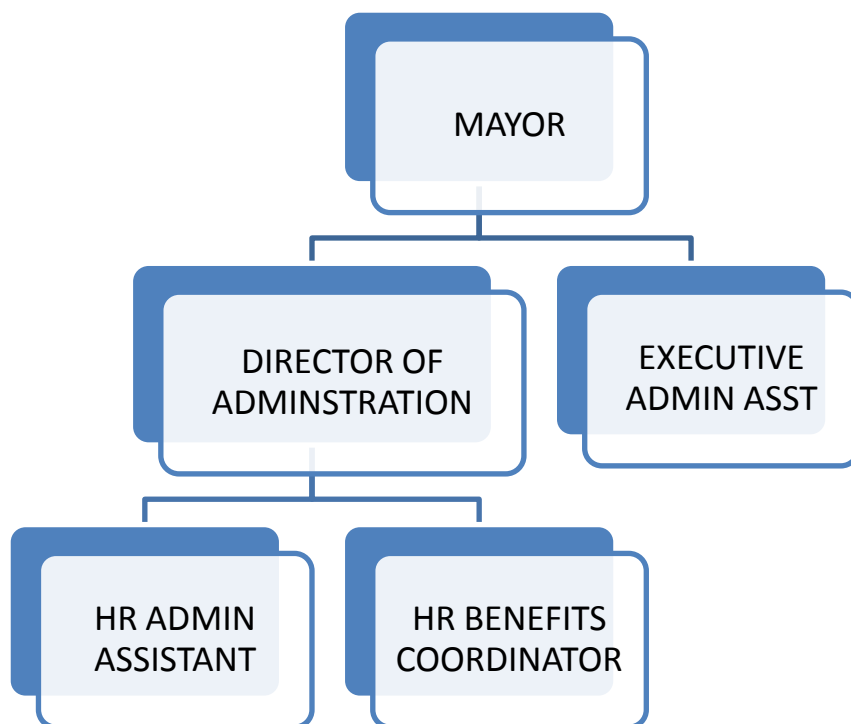 MAYOR
DIRECTOR OF
ADMINSTRATION
EXECUTIVE
ADMIN ASST
HR ADMIN
ASSISTANT
HR BENEFITS
COORDINATOR